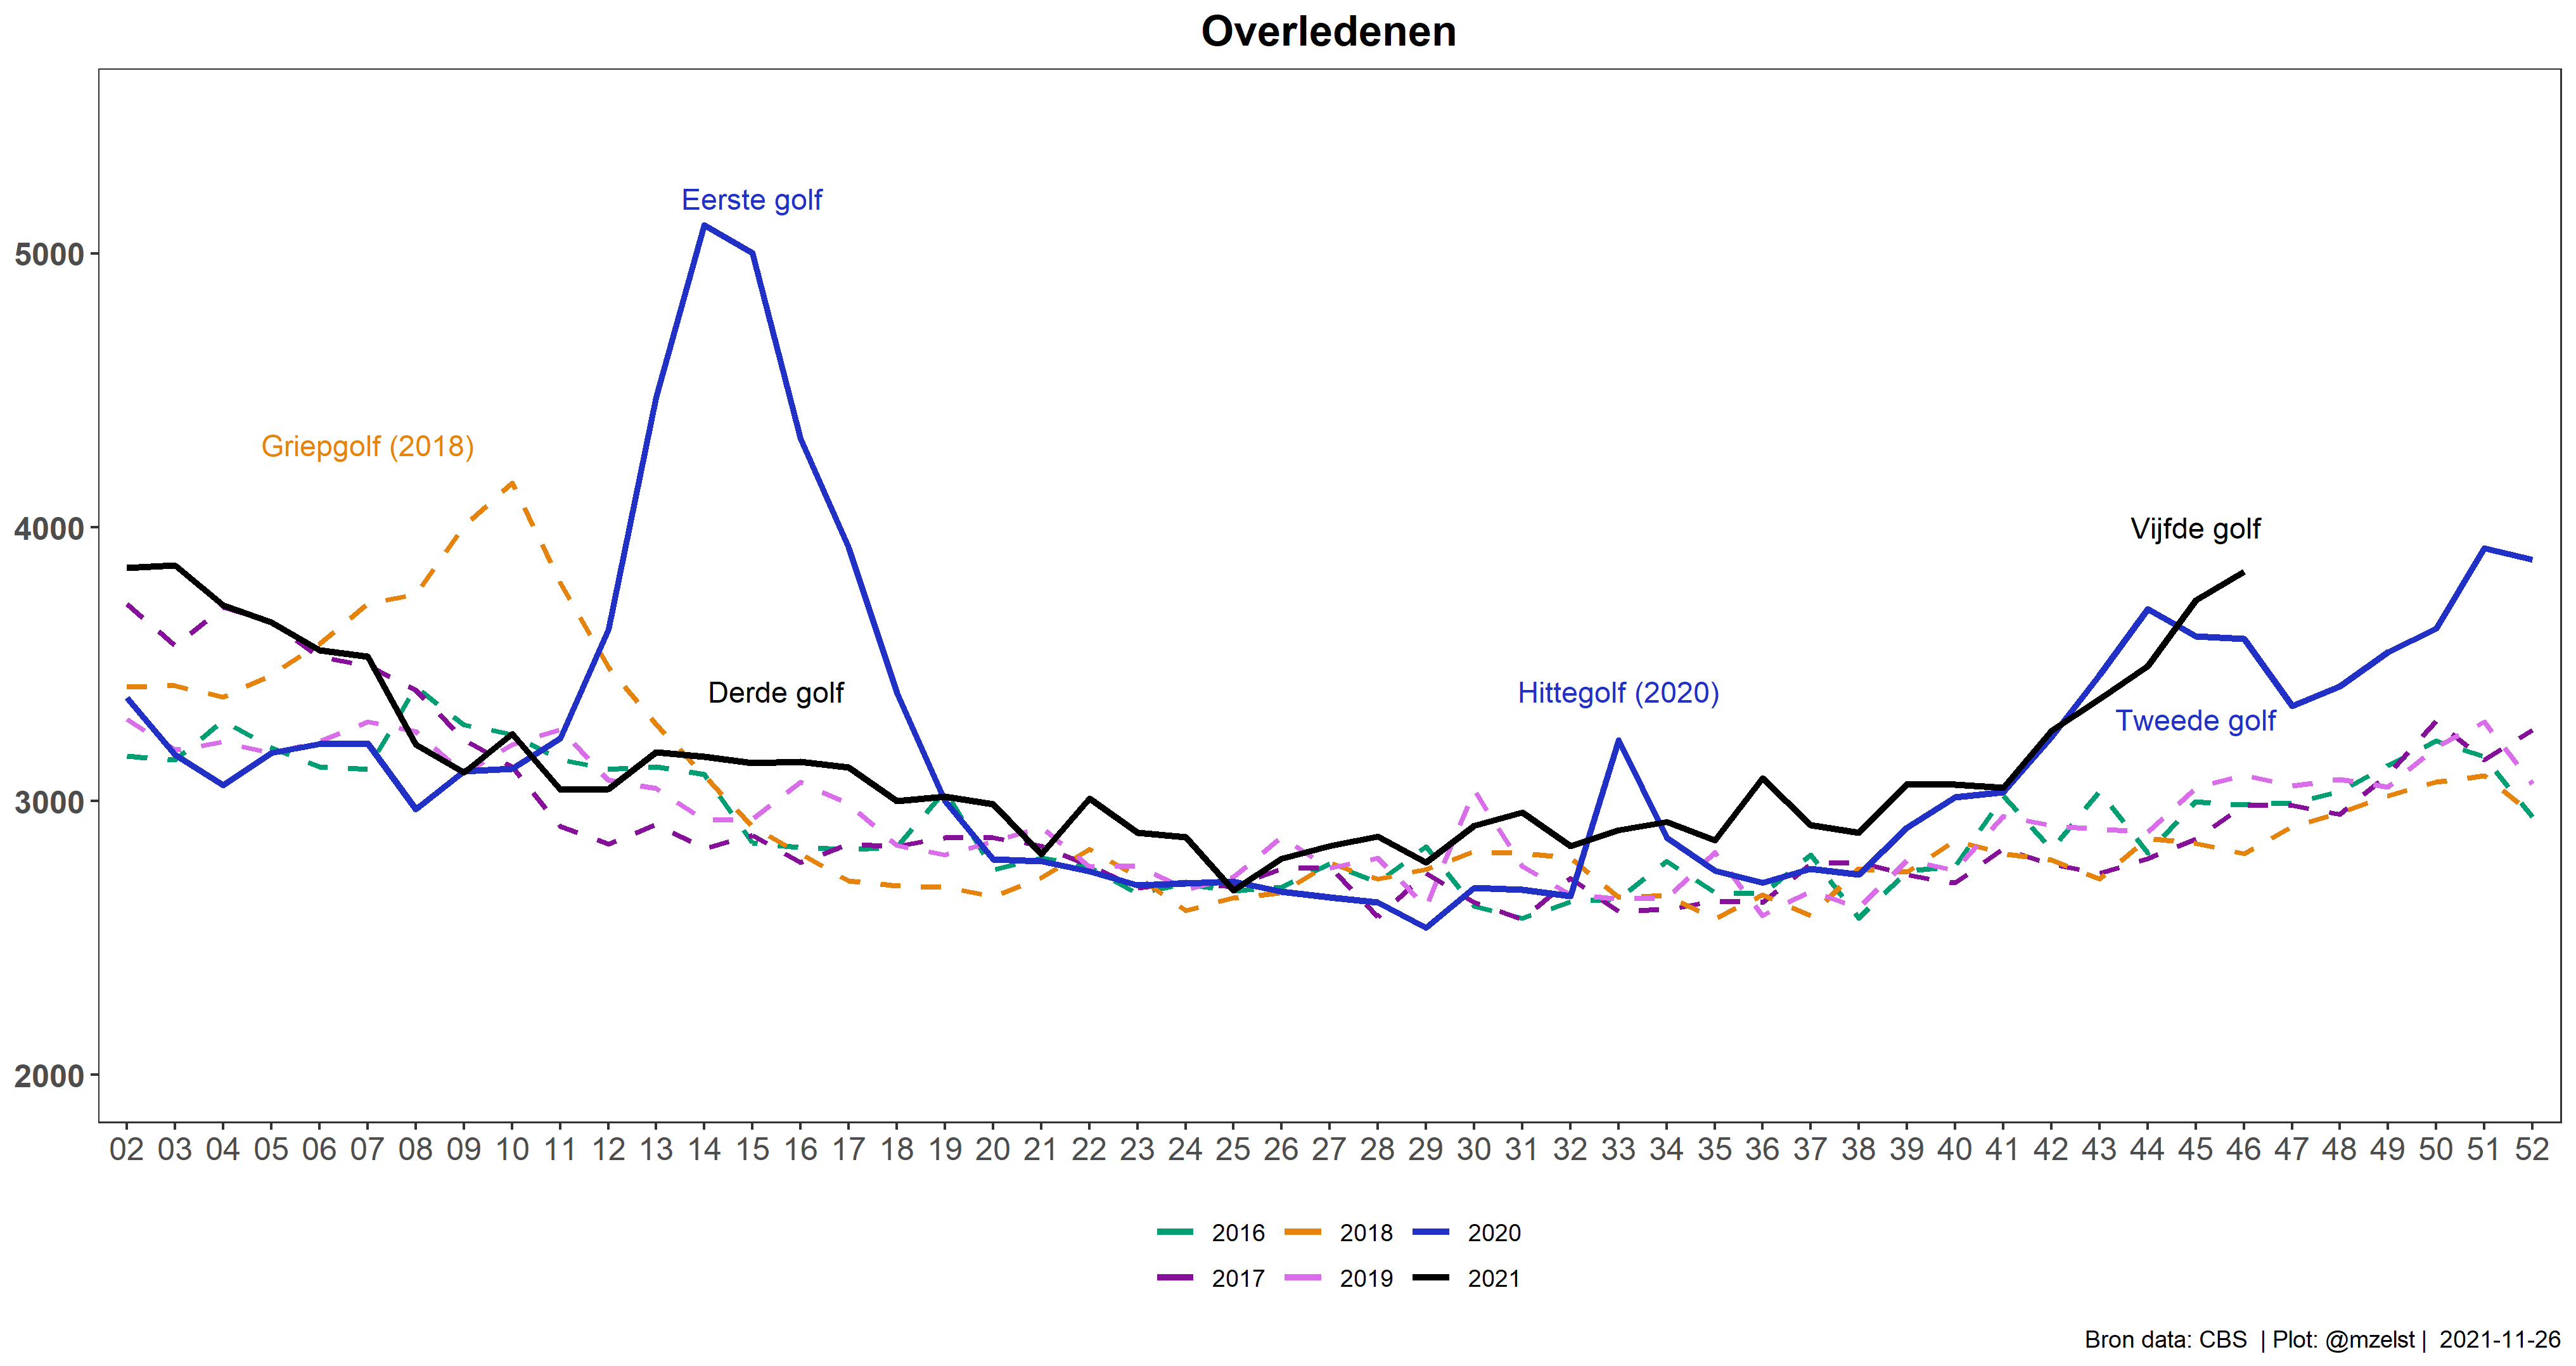 Overledenen
Eerste golf
5000
Griepgolf (2018)
4000
Vijfde golf
Derde golf
Hittegolf (2020)
Tweede golf
3000
2000
02 03 04 05 06 07 08 09 10 11 12 13 14 15 16 17 18 19 20 21 22 23 24 25 26 27 28 29 30 31 32 33 34 35 36 37 38 39 40 41 42 43 44 45 46 47 48 49 50 51 52
2016 2018 2020
2017 2019 2021
Bron data: CBS | Plot: @mzelst | 2021-11-26